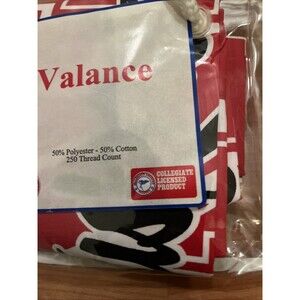 Valance
50% Polyester - 50% Cotton
250 Thread Count
COLLEGIATE
LICENSED
PRODUCT